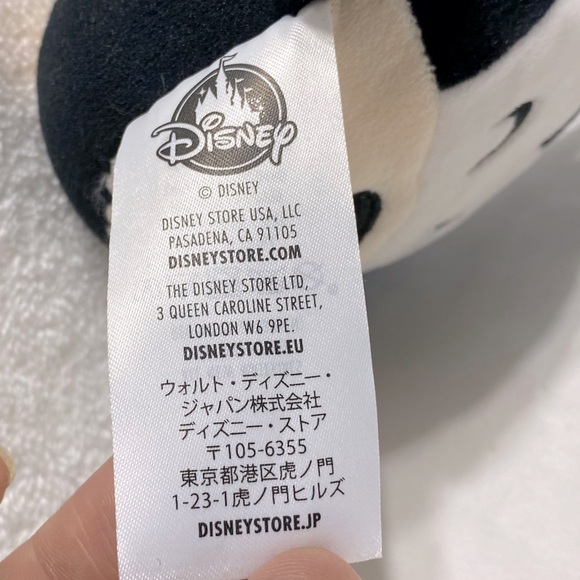 Disney
© DISNEY
DISNEY STORE USA, LLC
PASADENA, CA 91105
DISNEYSTORE.COM
THE DISNEY STORE LTD,
3 QUEEN CAROLINE STREET,
LONDON W6 9PE.
DISNEYSTORE.EU
ウォルト・ディズニー・
ジャパン株式会社
ディズニー・ストア
〒105-6355
東京都港区虎ノ門
1-23-1虎ノ門ヒルズ
DISNEYSTORE.JP